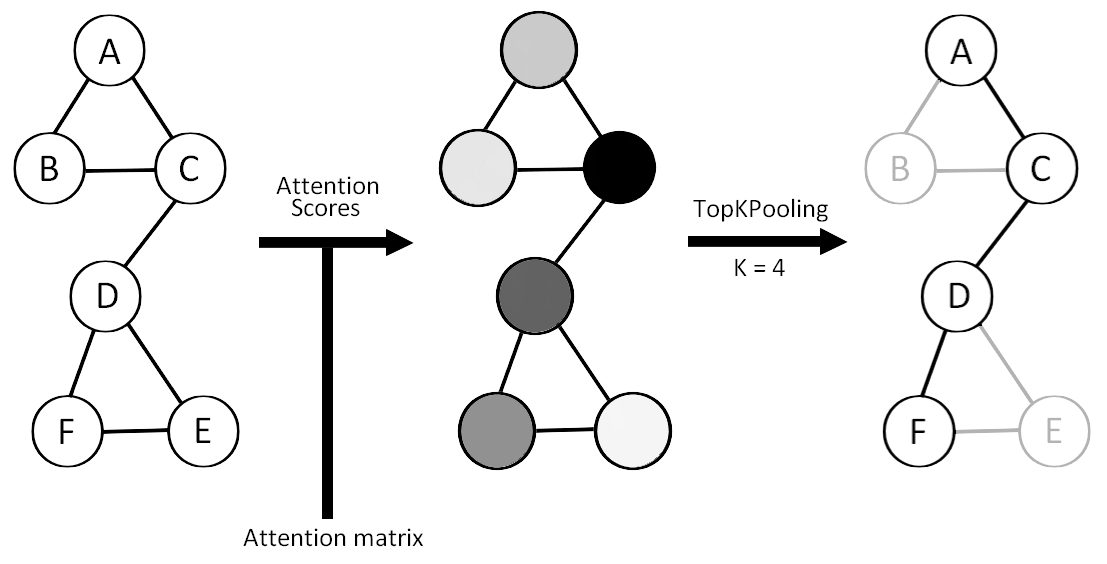 A
B
C
D
F
E
Attention
Scores
Attention matrix
TopKPooling
K = 4
A
B
C
D
F
E